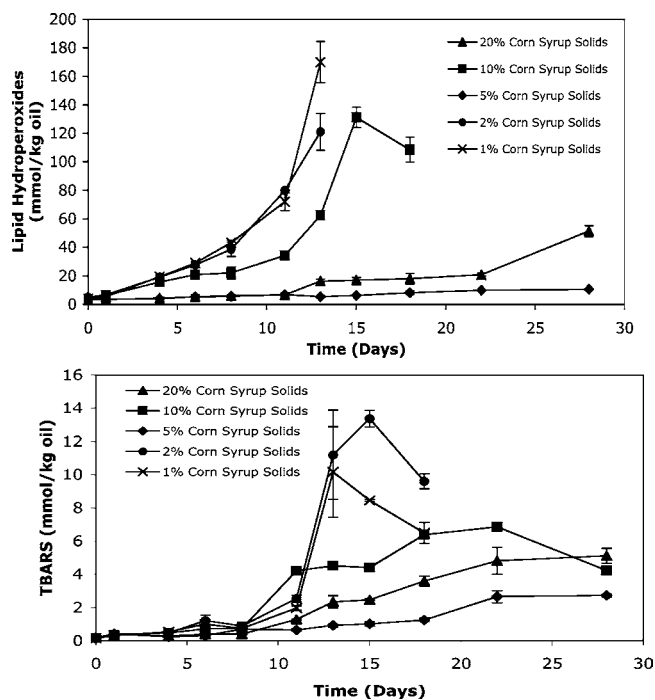 200
180
160
140
120
100
80
60
40
20
0
Lipid Hydroperoxides
(mmol/kg oil)
20% Corn Syrup Solids
10% Corn Syrup Solids
5% Corn Syrup Solids
2% Corn Syrup Solids
1% Corn Syrup Solids
0 5 10 15 20 25 30
Time (Days)
16
14
12
10
8
6
4
2
0
TBARS (mmol/kg oil)
20% Corn Syrup Solids
10% Corn Syrup Solids
5% Corn Syrup Solids
2% Corn Syrup Solids
1% Corn Syrup Solids
0 5 10 15 20 25 30
Time (Days)